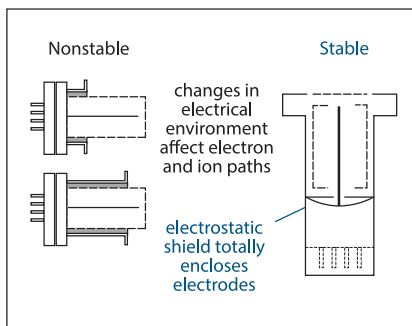 Nonstable
Stable
changes in
electrical
environment
affect electron
and ion paths
electrostatic
shield totally
encloses
electrodes